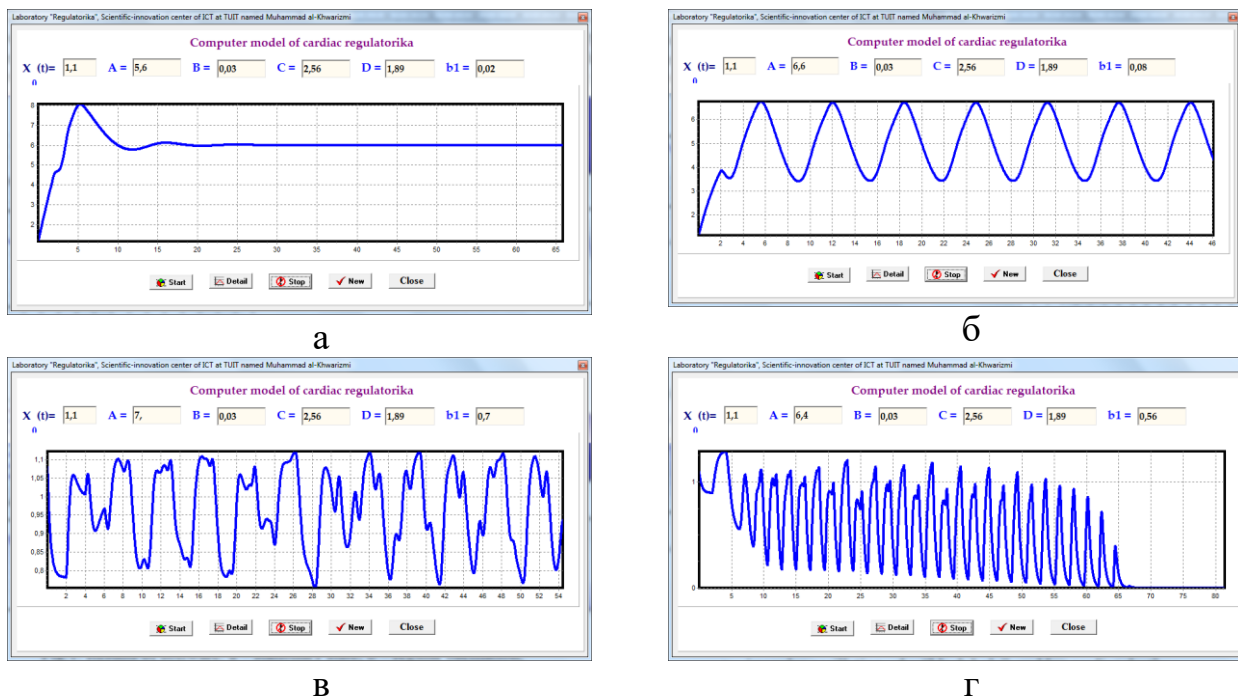 Laboratory "Regulatorika", Scientific-innovation center of ICT at TUIT named Muhammad al-Khwarizmi
Computer model of cardiac regulatorika
X (t)= 1,1 A = 5,6 B = 0,03 C = 2,56 D = 1,89 b1 = 0,02
0
8
7
6
5
4
3
2
5 10 15 20 25 30 35 40 45 50 55 60 65
Start Detail Stop New Close
а
Laboratory "Regulatorika", Scientific-innovation center of ICT at TUIT named Muhammad al-Khwarizmi
Computer model of cardiac regulatorika
X (t)= 1,1 A = 6,6 B = 0,03 C = 2,56 D = 1,89 b1 = 0,08
0
6
5
4
3
2
2 4 6 8 10 12 14 16 18 20 22 24 26 28 30 32 34 36 38 40 42 44 46
Start Detail Stop New Close
б
Laboratory "Regulatorika", Scientific-innovation center of ICT at TUIT named Muhammad al-Khwarizmi
Computer model of cardiac regulatorika
X (t)= 1,1 A = 7, B = 0,03 C = 2,56 D = 1,89 b1 = 0,7
0
1,1
1,05
1
0,95
0,9
0,85
0,8
2 4 6 8 10 12 14 16 18 20 22 24 26 28 30 32 34 36 38 40 42 44 46 48 50 52 54
Start Detail Stop New Close
в
Laboratory "Regulatorika", Scientific-innovation center of ICT at TUIT named Muhammad al-Khwarizmi
Computer model of cardiac regulatorika
X (t)= 1,1 A = 6,4 B = 0,03 C = 2,56 D = 1,89 b1 = 0,56
0
1
0
5 10 15 20 25 30 35 40 45 50 55 60 65 70 75 80
Start Detail Stop New Close
г